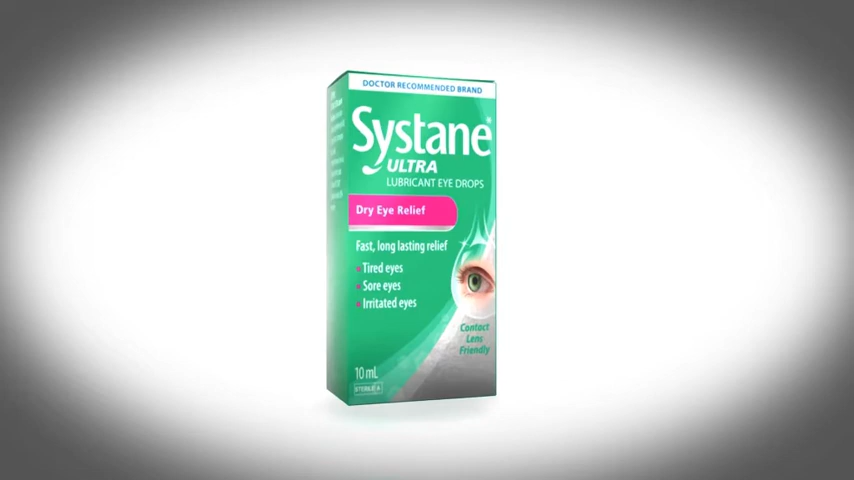 DOCTOR RECOMMENDED BRAND
Systane®
ULTRA
LUBRICANT EYE DROPS
Dry Eye Relief
Fast, long lasting relief
Tired eyes
Sore eyes
Irritated eyes
Contact
Lens
Friendly
10 mL
STERILE A